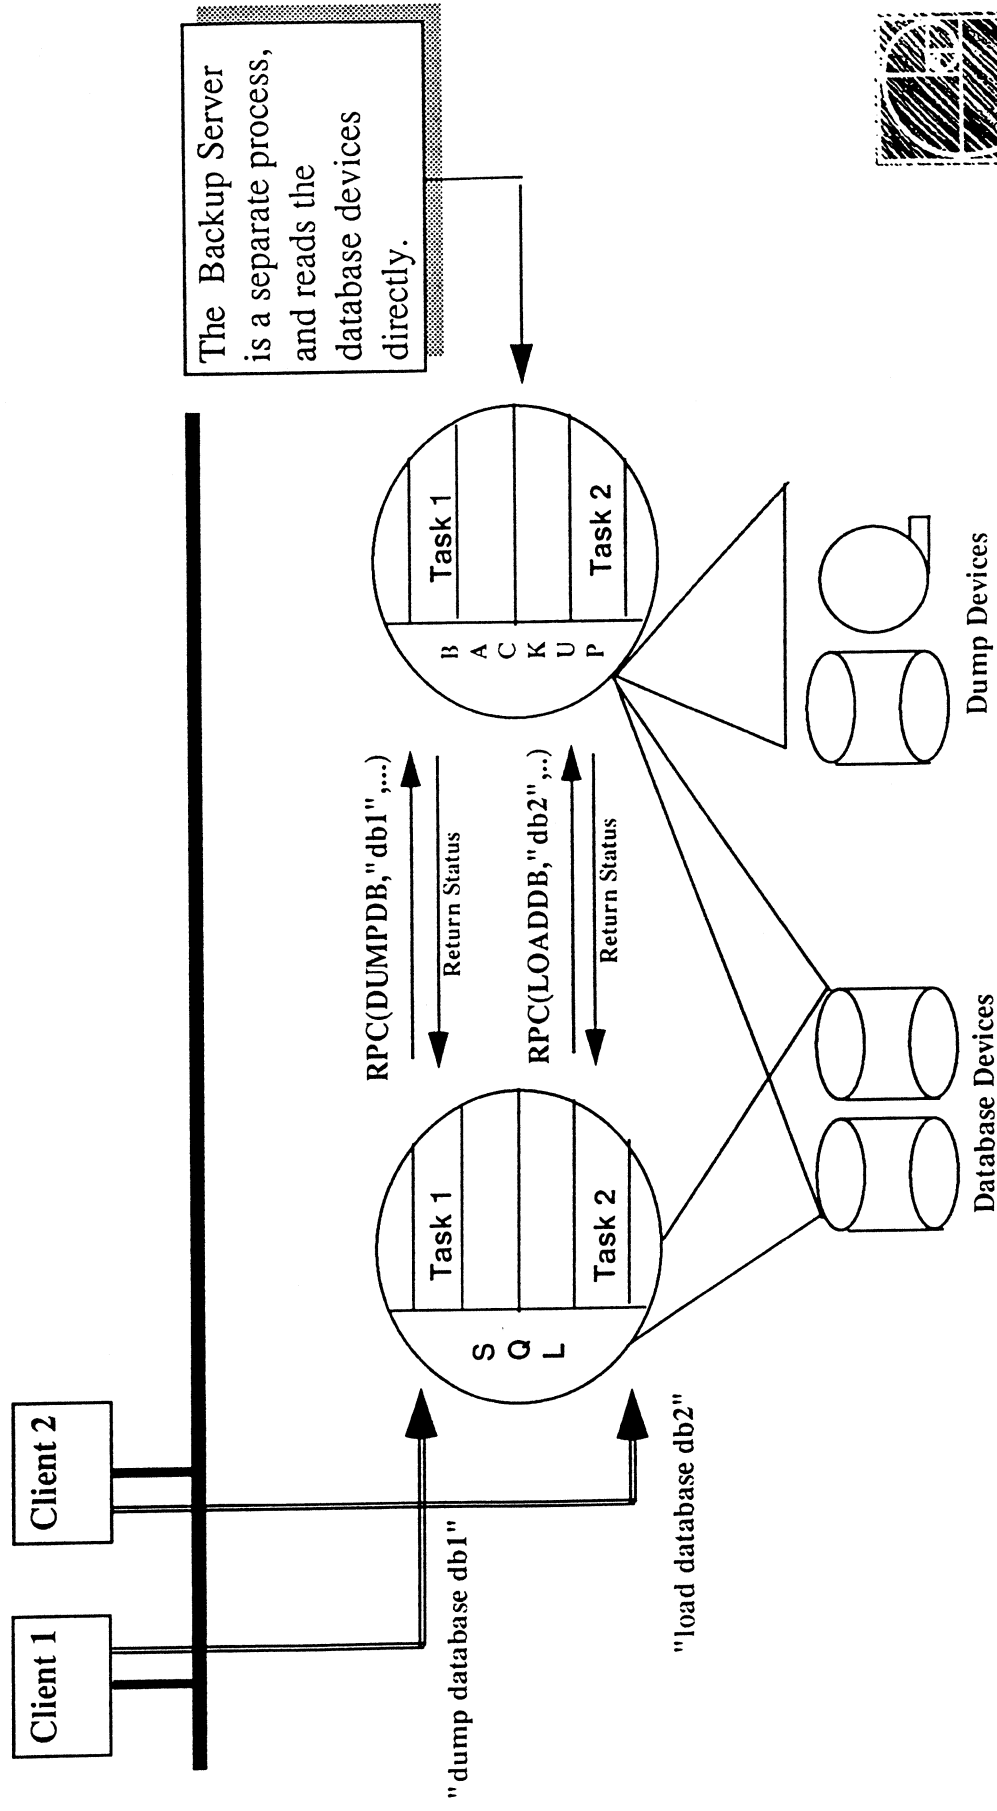 Client 1
Client 2
The Backup Server
is a separate process,
and reads the
database devices
directly.
"dump database db1"
"load database db2"
S
Q
L
Task 1
Task 2
RPC(DUMPDB,"db1",...)
Return Status
RPC(LOADDB,"db2",..)
Return Status
B
A
C
K
U
P
Task 1
Task 2
Database Devices
Dump Devices